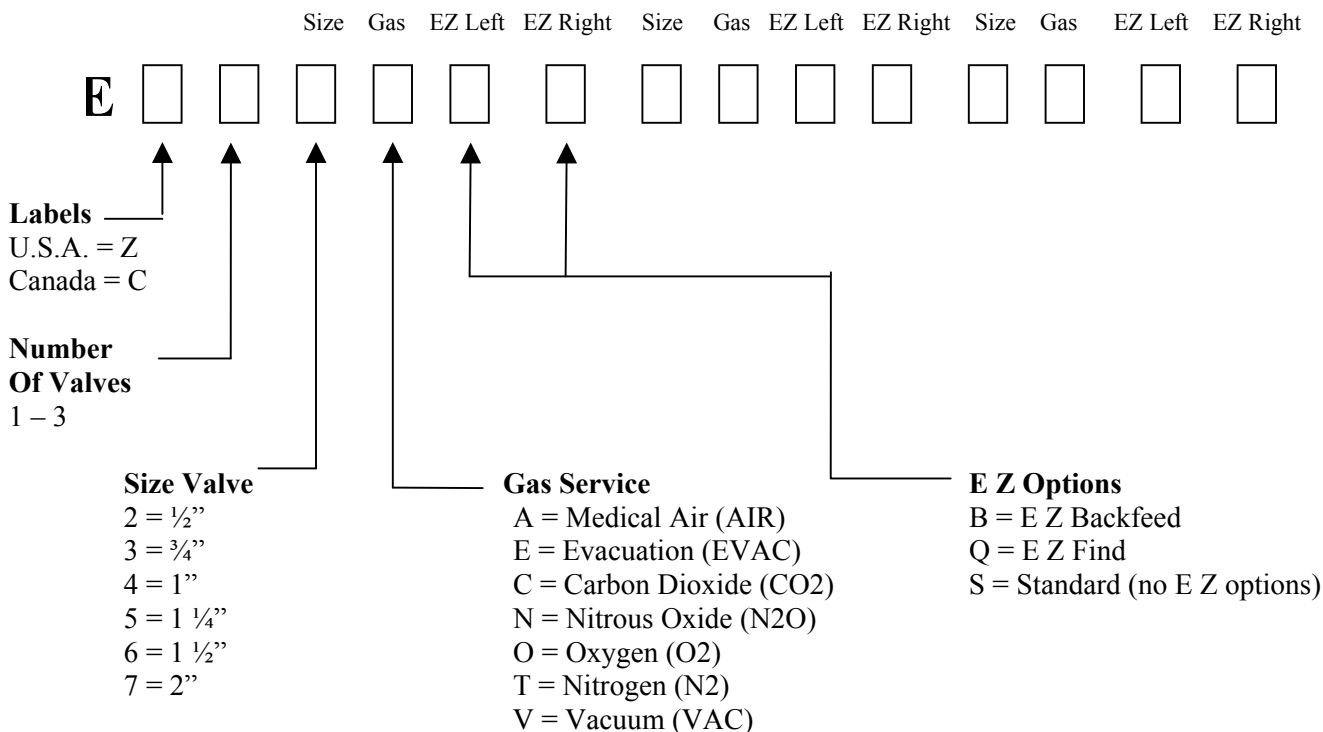 Size Gas EZ Left EZ Right Size Gas EZ Left EZ Right Size Gas EZ Left EZ Right
E
Labels
U.S.A. = Z
Canada = C
Number
Of Valves
1 – 3
Size Valve
2 = ½”
3 = ¾”
4 = 1”
5 = 1 ¼”
6 = 1 ½”
7 = 2”
Gas Service
A = Medical Air (AIR)
E = Evacuation (EVAC)
C = Carbon Dioxide (CO2)
N = Nitrous Oxide (N2O)
O = Oxygen (O2)
T = Nitrogen (N2)
V = Vacuum (VAC)
E Z Options
B = E Z Backfeed
Q = E Z Find
S = Standard (no E Z options)